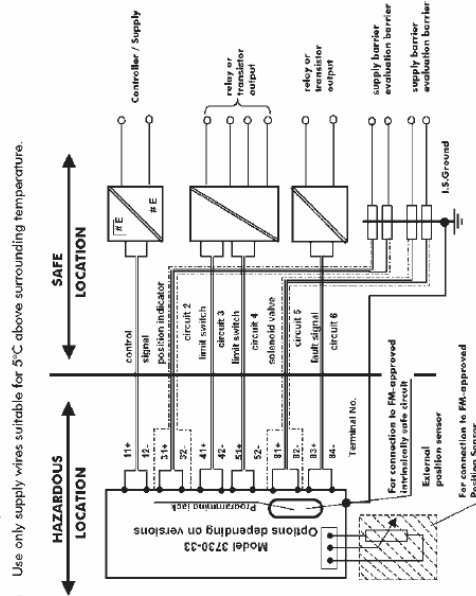 Use only supply wires suitable for 5°C above surrounding temperature.
HAZARDOUS
LOCATION
SAFE
LOCATION
Model 3730-33
Options depending on versions
Programming jack
11+
12-
31+
32-
41+
42-
51+
52-
81+
82-
83+
84-
Terminal No.
control
signal
position indicator
circuit 2
limit switch
circuit 3
limit switch
circuit 4
solenoid valve
circuit 5
fault signal
circuit 6
#E
#E
Controller / Supply
relay or
transistor
output
relay or
transistor
output
supply barrier
evaluation barrier
supply barrier
evaluation barrier
I.S.Ground
For connection to FM-approved
intrinsically safe circuit
External
position sensor
For connection to FM-approved
Position Sensor